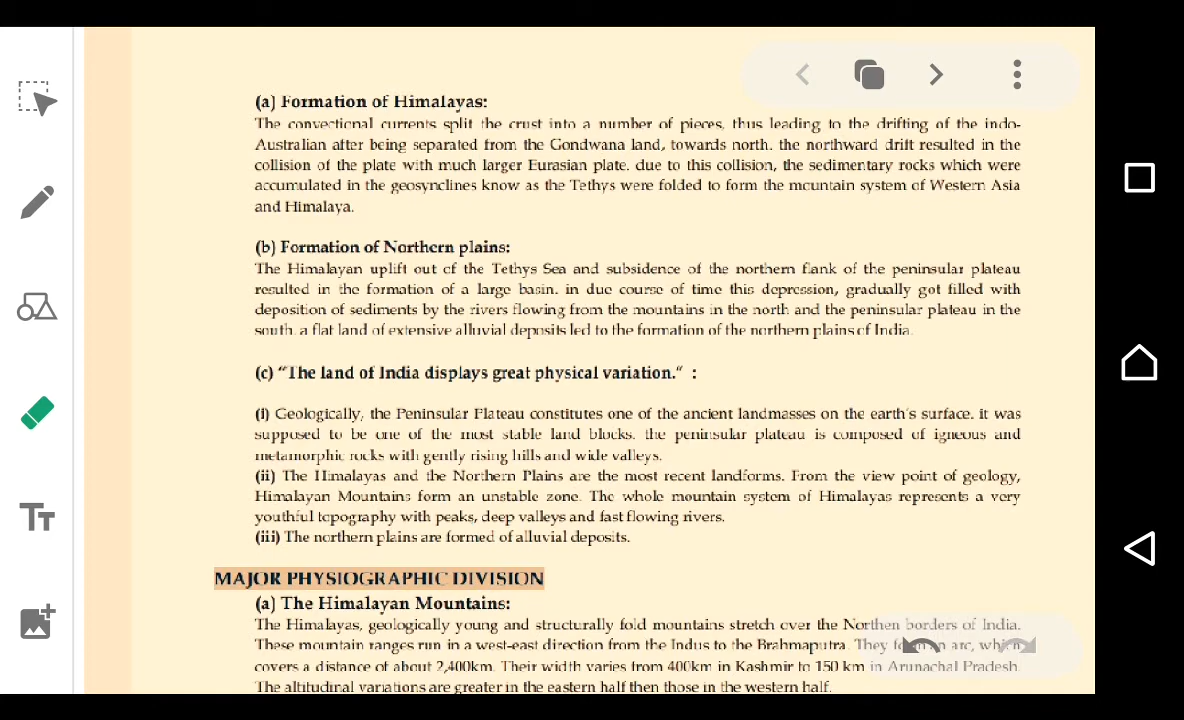 (a) Formation of Himalayas:
The convectional currents split the crust into a number of pieces, thus leading to the drifting of the indo-
Australian after being separated from the Gondwana land, towards north. the northward drift resulted in the
collision of the plate with much larger Eurasian plate. due to this collision, the sedimentary rocks which were
accumulated in the geosynclines know as the Tethys were folded to form the mountain system of Western Asia
and Himalaya.
(b) Formation of Northern plains:
The Himalayan uplift out of the Tethys Sea and subsidence of the northern flank of the peninsular plateau
resulted in the formation of a large basin. in due course of time this depression, gradually got filled with
deposition of sediments by the rivers flowing from the mountains in the north and the peninsular plateau in the
south. a flat land of extensive alluvial deposits led to the formation of the northern plains of India.
(c) "The land of India displays great physical variation." :
(i) Geologically, the Peninsular Plateau constitutes one of the ancient landmasses on the earth's surface. it was
supposed to be one of the most stable land blocks. the peninsular plateau is composed of igneous and
metamorphic rocks with gently rising hills and wide valleys.
(ii) The Himalayas and the Northern Plains are the most recent landforms. From the view point of geology,
Himalayan Mountains form an unstable zone. The whole mountain system of Himalayas represents a very
youthful topography with peaks, deep valleys and fast flowing rivers.
(iii) The northern plains are formed of alluvial deposits.
MAJOR PHYSIOGRAPHIC DIVISION
(a) The Himalayan Mountains:
The Himalayas, geologically young and structurally fold mountains stretch over the Northen borders of India.
These mountain ranges run in a west-east direction from the Indus to the Brahmaputra. They form an arc, which
covers a distance of about 2,400km. Their width varies from 400km in Kashmir to 150 km in Arunachal Pradesh.
The altitudinal variations are greater in the eastern half then those in the western half.
Tт